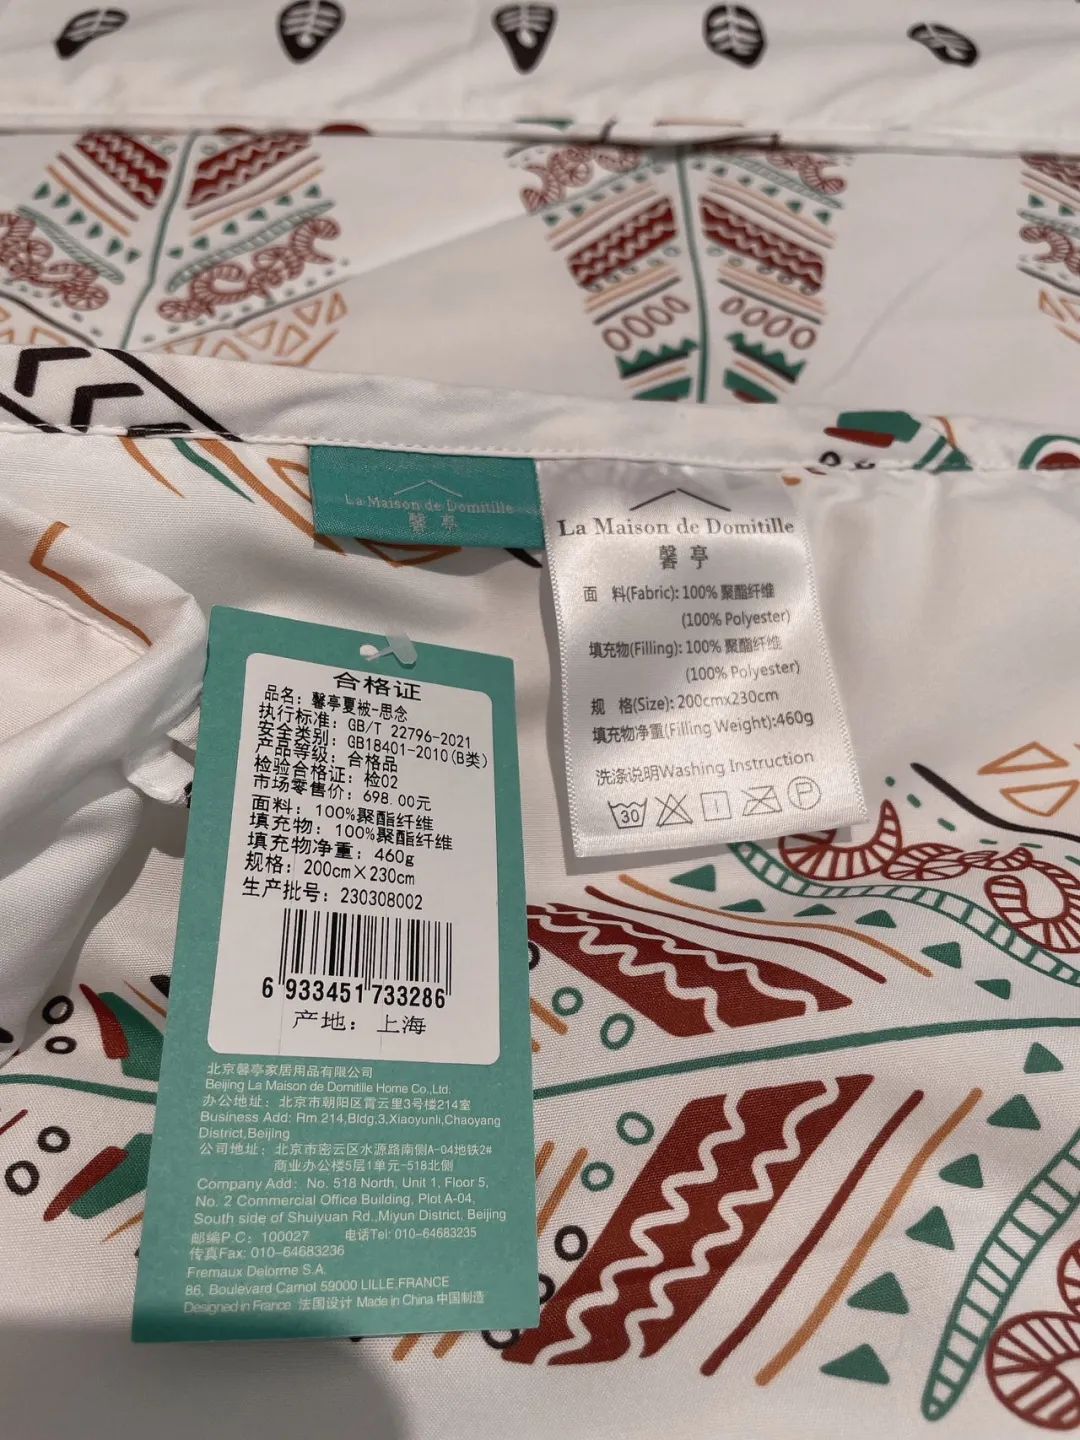 La Maison de Domitille
馨亭
La Maison de Domitille
馨亭
面 料(Fabric): 100% 聚酯纤维
(100% Polyester)
填充物(Filling): 100% 聚酯纤维
(100% Polyester)
规 格(Size): 200cmx230cm
填充物净重(Filling Weight):460g
洗涤说明Washing Instruction
30
P
合格证
品名: 馨亭夏被-思念
执行标准: GB/T 22796-2021
安全类别: GB18401-2010(B类)
产品等级: 合格品
检验合格证: 检02
市场零售价: 698.00元
面料: 100%聚酯纤维
填充物: 100%聚酯纤维
填充物净重: 460g
规格: 200cm×230cm
生产批号: 230308002
6 933451 733286
产地: 上海
北京馨亭家居用品有限公司
Beijing La Maison de Domitille Home Co.,Ltd.
办公地址: 北京市朝阳区霄云里3号楼214室
Business Add: Rm 214,Bldg.3,Xiaoyunli,Chaoyang
District,Beijing
公司地址: 北京市密云区水源路南侧A-04地铁2#
商业办公楼5层1单元-518北侧
Company Add: No. 518 North, Unit 1, Floor 5,
No. 2 Commercial Office Building, Plot A-04,
South side of Shuiyuan Rd.,Miyun District, Beijing
邮编P.C: 100027 电话Tel: 010-64683235
传真Fax: 010-64683236
Fremaux Delorme S.A.
86, Boulevard Carnot 59000 LILLE,FRANCE
Designed in France 法国设计 Made in China 中国制造